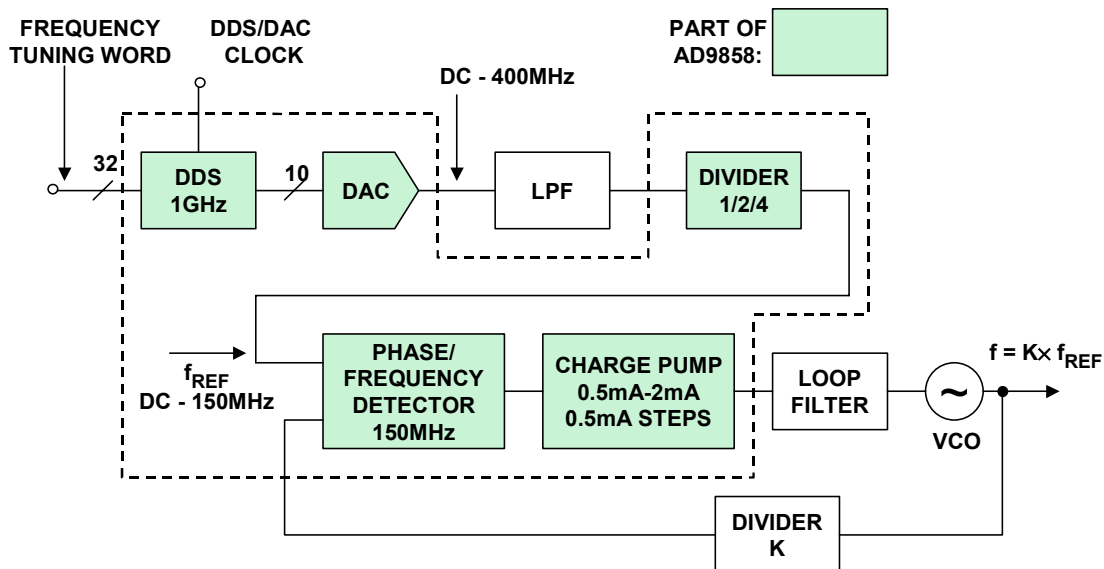 FREQUENCY
TUNING WORD
DDS/DAC
CLOCK
PART OF
AD9858:
DC - 400MHz
32
DDS
1GHz
10
DAC
LPF
DIVIDER
1/2/4
fREF
DC - 150MHz
PHASE/
FREQUENCY
DETECTOR
150MHz
CHARGE PUMP
0.5mA-2mA
0.5mA STEPS
LOOP
FILTER
~
VCO
f = K× fREF
DIVIDER
K